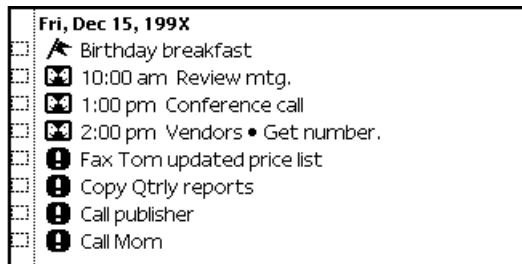 Fri, Dec 15, 199X
Birthday breakfast
10:00 am Review mtg.
1:00 pm Conference call
2:00 pm Vendors • Get number.
Fax Tom updated price list
Copy Qtrly reports
Call publisher
Call Mom